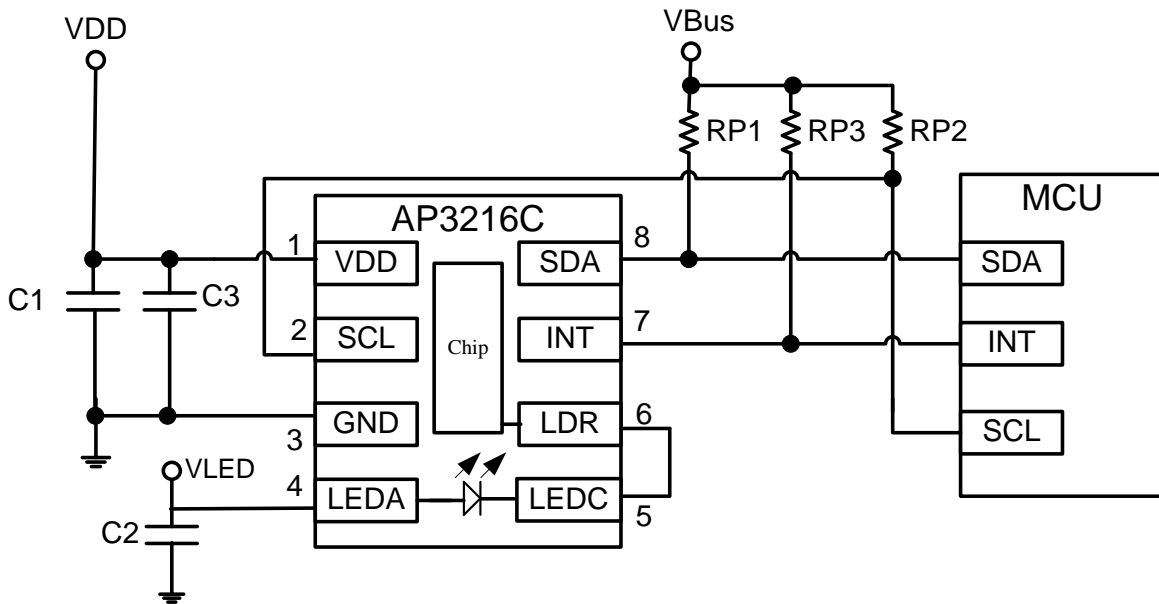 VDD
VBus
RP1
RP3
RP2
MCU
AP3216C
1
VDD
8
SDA
SDA
C1
C3
2
SCL
Chip
7
INT
INT
3
GND
6
LDR
SCL
VLED
4
LEDA
LEDC
5
C2